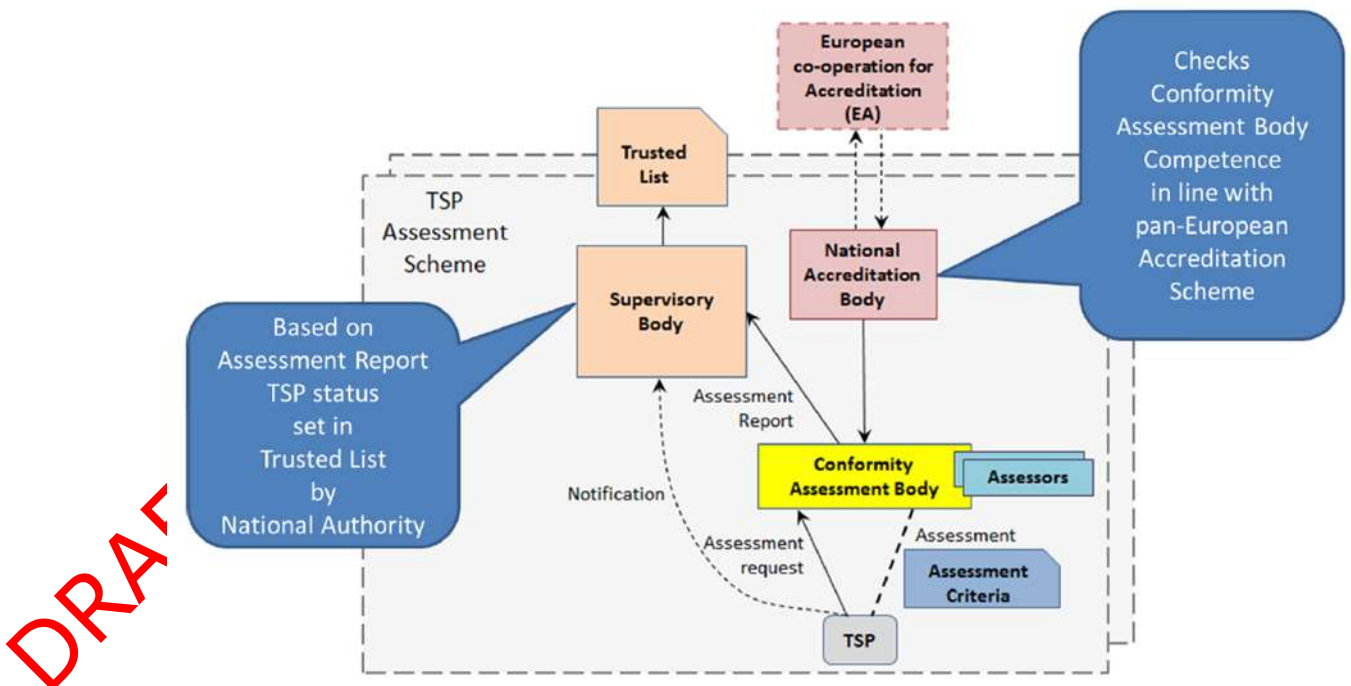 European
co-operation for
Accreditation
(EA)
Checks
Conformity
Assessment Body
Competence
in line with
pan-European
Accreditation
Scheme
Trusted
List
TSP
Assessment
Scheme
National
Accreditation
Body
Supervisory
Body
Based on
Assessment Report
TSP status
set in
Trusted List
by
National Authority
Assessment
Report
Conformity
Assessment Body
Assessors
Notification
Assessment
request
Assessment
Assessment
Criteria
TSP